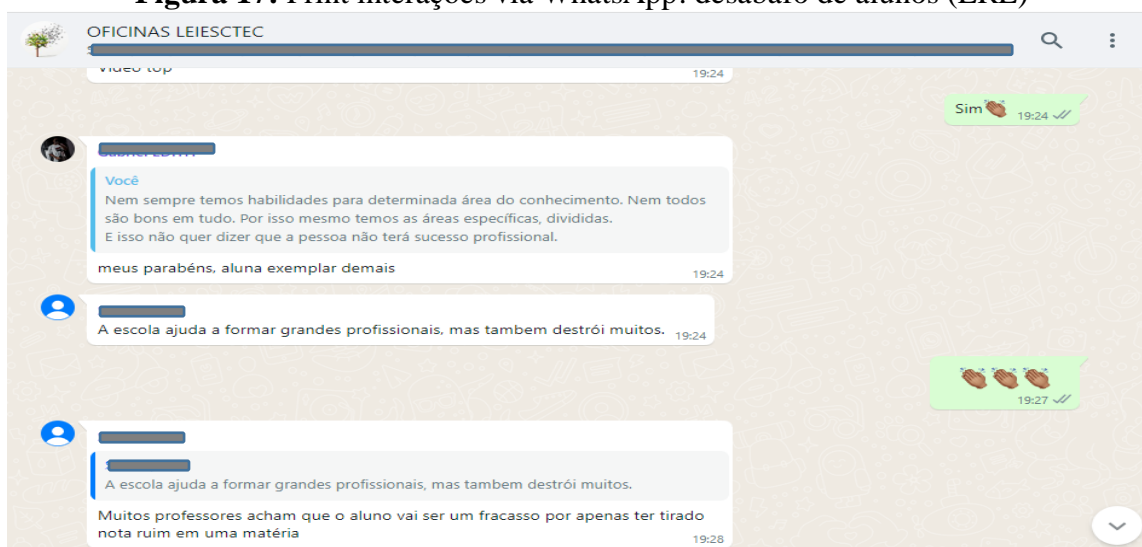 Figura 17. Print interações via WhatsApp: desabafo de alunos (ERE)
OFICINAS LEIESCTEC
Vídeo top
19:24
Sim👏🏽 19:24
Você
Nem sempre temos habilidades para determinada área do conhecimento. Nem todos
são bons em tudo. Por isso mesmo temos as áreas específicas, divididas.
E isso não quer dizer que a pessoa não terá sucesso profissional.
meus parabéns, aluna exemplar demais
19:24
A escola ajuda a formar grandes profissionais, mas tambem destrói muitos. 19:24
👏🏽👏🏽👏🏽
19:27
A escola ajuda a formar grandes profissionais, mas tambem destrói muitos.
Muitos professores acham que o aluno vai ser um fracasso por apenas ter tirado
nota ruim em uma matéria
19:28